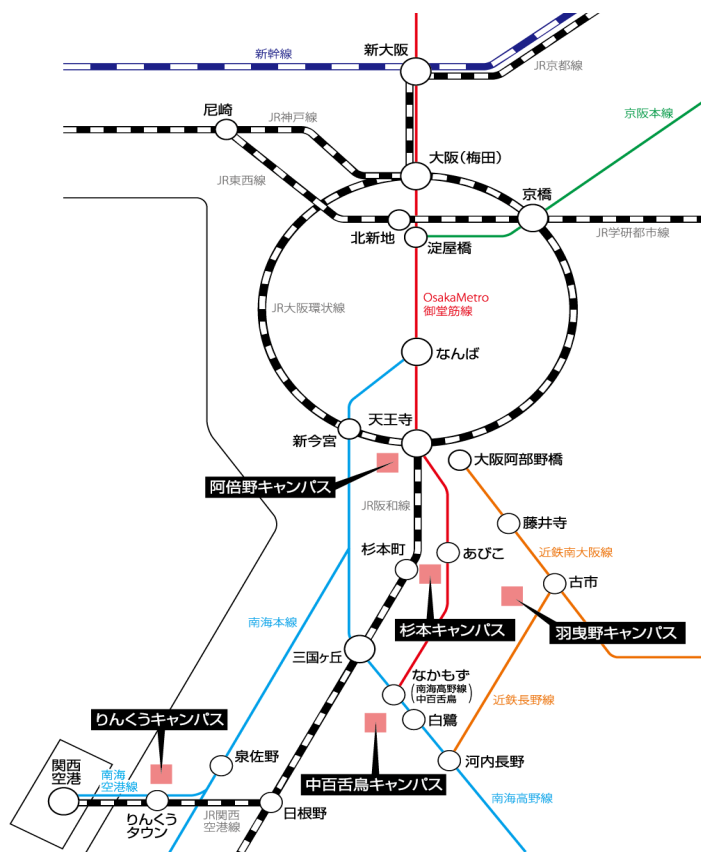 新大阪
新幹線
JR京都線
尼崎
JR神戸線
京阪本線
大阪(梅田)
JR東西線
京橋
北新地
淀屋橋
JR学研都市線
JR大阪環状線
OsakaMetro
御堂筋線
なんば
天王寺
新今宮
大阪阿部野橋
阿倍野キャンパス
JR阪和線
藤井寺
杉本町
あびこ
近鉄南大阪線
古市
南海本線
杉本キャンパス
羽曳野キャンパス
三国ヶ丘
なかもず
(南海高野線
中百舌鳥)
近鉄長野線
りんくうキャンパス
白鷺
泉佐野
河内長野
関西
空港
南海
空港線
中百舌鳥キャンパス
りんくう
タウン
JR関西
空港線
日根野
南海高野線